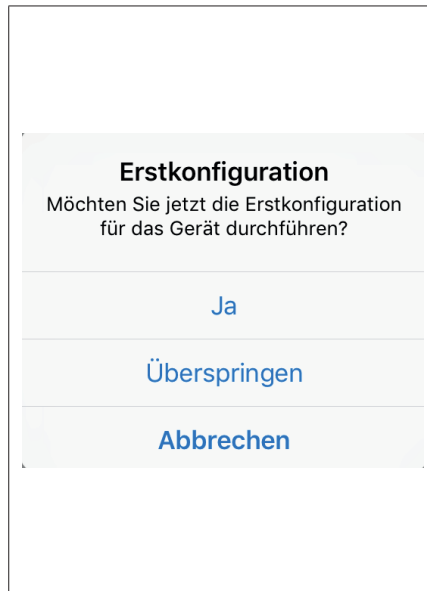 Erstkonfiguration
Möchten Sie jetzt die Erstkonfiguration
für das Gerät durchführen?
Ja
Überspringen
Abbrechen